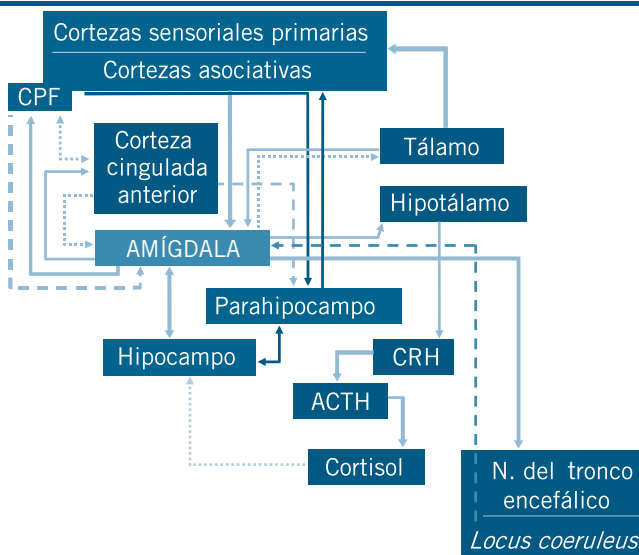 Cortezas sensoriales primarias
Cortezas asociativas
CPF
Corteza
cingulada
anterior
Tálamo
Hipotálamo
AMÍGDALA
Parahipocampo
Hipocampo
CRH
ACTH
Cortisol
N. del tronco
encefálico
Locus coeruleus